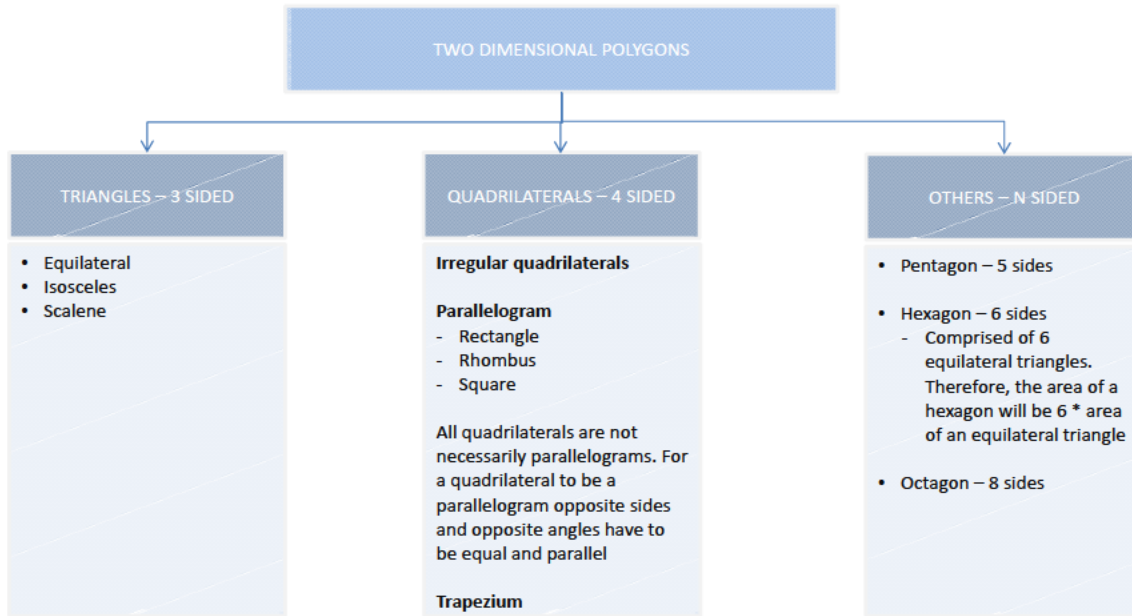 TWO DIMENSIONAL POLYGONS
TRIANGLES – 3 SIDED
• Equilateral
• Isosceles
• Scalene
QUADRILATERALS – 4 SIDED
Irregular quadrilaterals
Parallelogram
- Rectangle
- Rhombus
- Square
All quadrilaterals are not
necessarily parallelograms. For
a quadrilateral to be a
parallelogram opposite sides
and opposite angles have to
be equal and parallel
Trapezium
OTHERS – N SIDED
• Pentagon – 5 sides
• Hexagon – 6 sides
- Comprised of 6
equilateral triangles.
Therefore, the area of a
hexagon will be 6 * area
of an equilateral triangle
• Octagon – 8 sides